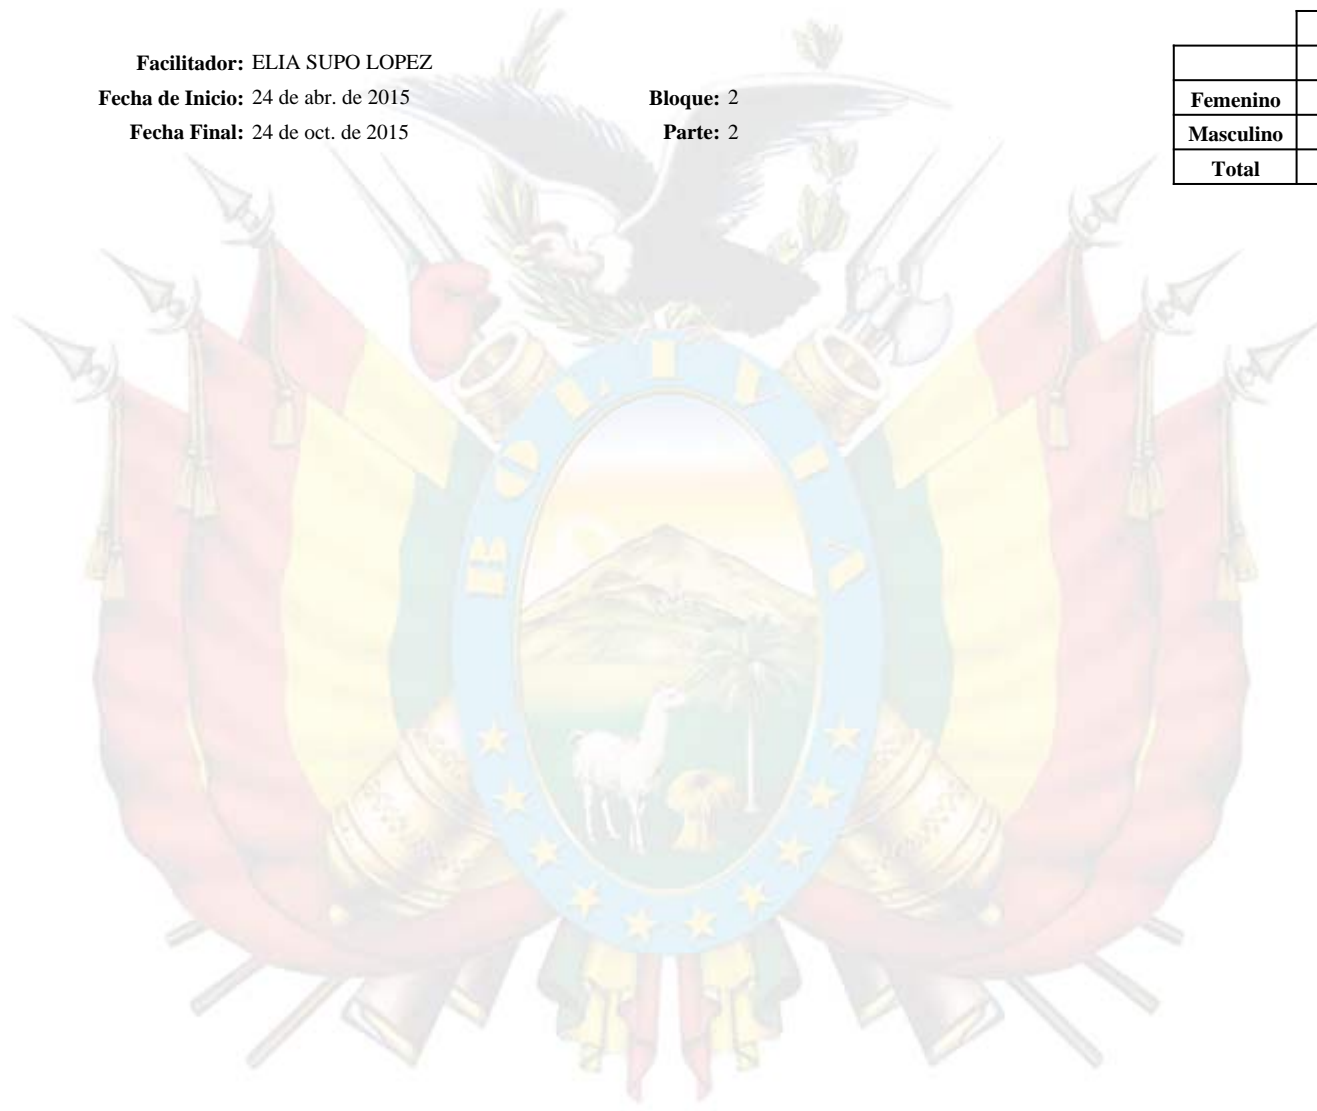 Facilitador: ELIA SUPO LOPEZ
Fecha de Inicio: 24 de abr. de 2015 Bloque: 2
Fecha Final: 24 de oct. de 2015 Parte: 2
Femenino
Masculino
Total
BOLIVIA